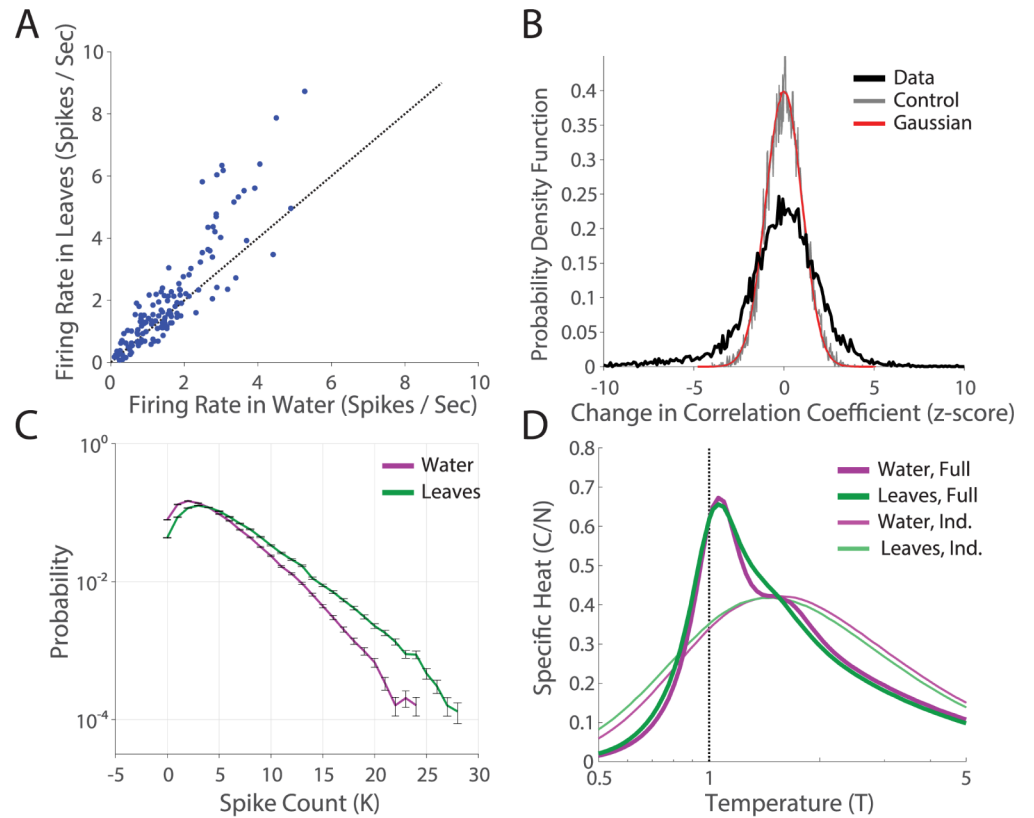 A
Firing Rate in Leaves (Spikes / Sec)
10
8
6
4
2
0
0
2
4
6
8
10
Firing Rate in Water (Spikes / Sec)
B
Probability Density Function
0.4
0.35
0.3
0.25
0.2
0.15
0.1
0.05
0
-10
-5
0
5
10
Data
Control
Gaussian
Change in Correlation Coefficient (z-score)
C
Probability
10^0
10^-2
10^-4
-5
0
5
10
15
20
25
30
Water
Leaves
Spike Count (K)
D
Specific Heat (C/N)
0.8
0.7
0.6
0.5
0.4
0.3
0.2
0.1
0
0.5
1
5
Water, Full
Leaves, Full
Water, Ind.
Leaves, Ind.
Temperature (T)